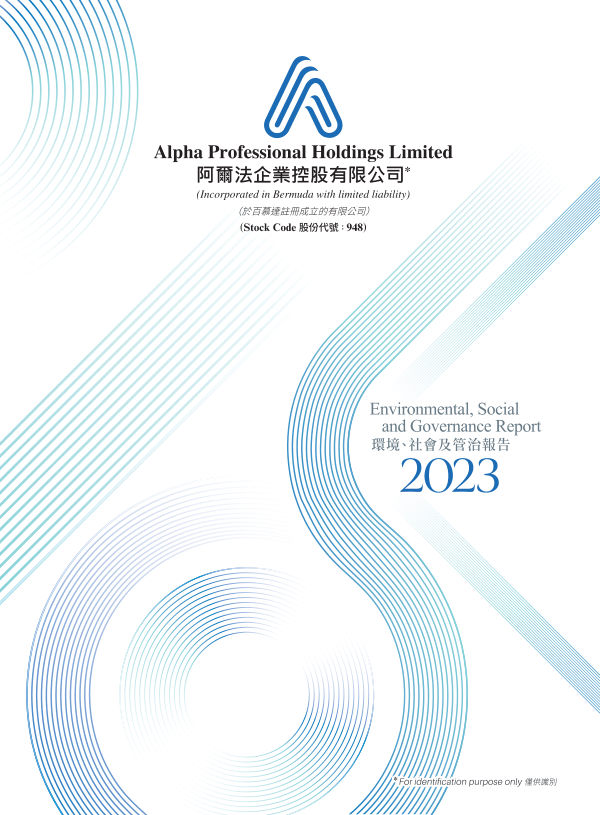 Alpha Professional Holdings Limited
阿爾法企業控股有限公司*
(Incorporated in Bermuda with limited liability)
（於百慕達註冊成立的有限公司）
(Stock Code 股份代號：948)
Environmental, Social
and Governance Report
環境、社會及管治報告
2023
* For identification purpose only 僅供識別